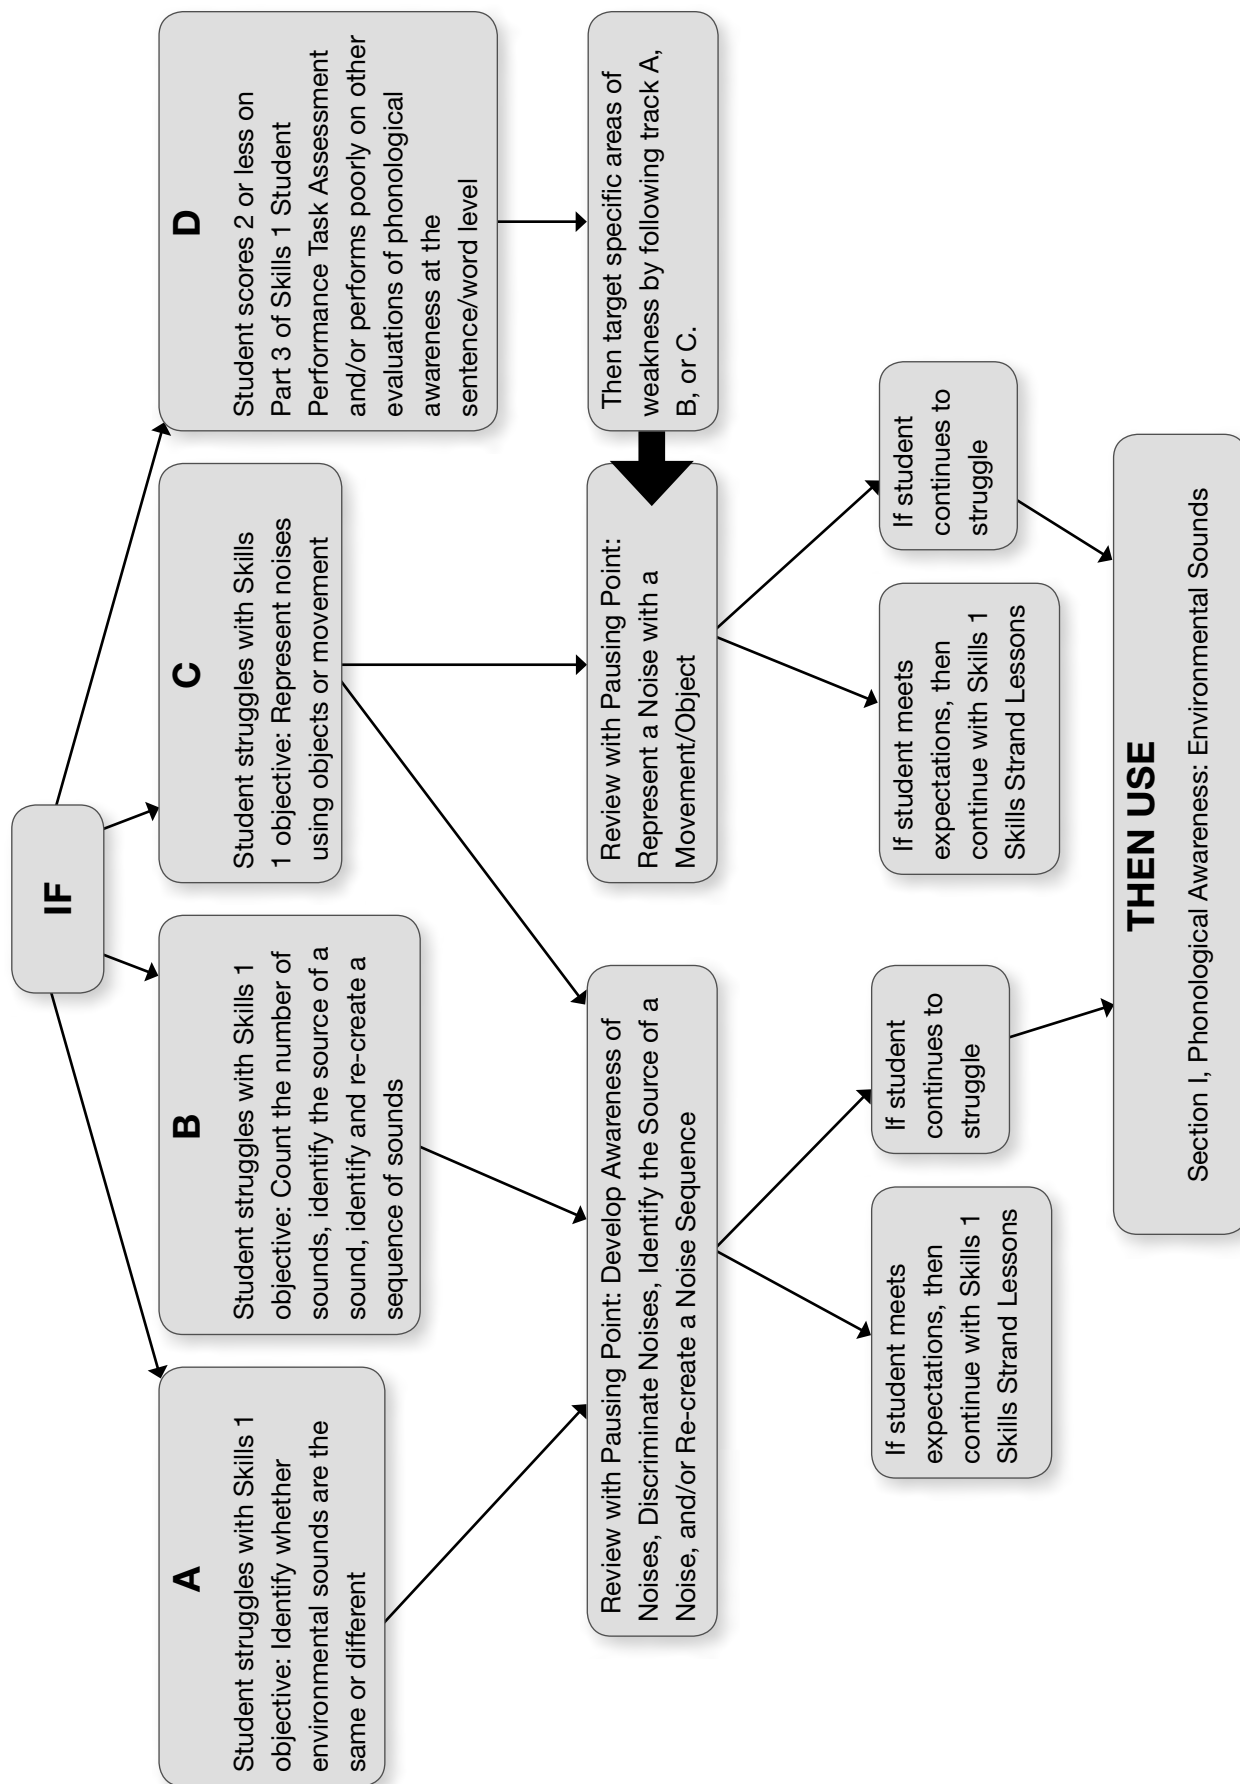 IF
A
Student struggles with Skills 1
objective: Identify whether
environmental sounds are the
same or different
B
Student struggles with Skills 1
objective: Count the number of
sounds, identify the source of a
sound, identify and re-create a
sequence of sounds
C
Student struggles with Skills
1 objective: Represent noises
using objects or movement
D
Student scores 2 or less on
Part 3 of Skills 1 Student
Performance Task Assessment
and/or performs poorly on other
evaluations of phonological
awareness at the
sentence/word level
Review with Pausing Point: Develop Awareness of
Noises, Discriminate Noises, Identify the Source of a
Noise, and/or Re-create a Noise Sequence
Review with Pausing Point:
Represent a Noise with a
Movement/Object
Then target specific areas of
weakness by following track A,
B, or C.
If student meets
expectations, then
continue with Skills 1
Skills Strand Lessons
If student
continues to
struggle
If student meets
expectations, then
continue with Skills 1
Skills Strand Lessons
If student
continues to
struggle
THEN USE
Section I, Phonological Awareness: Environmental Sounds